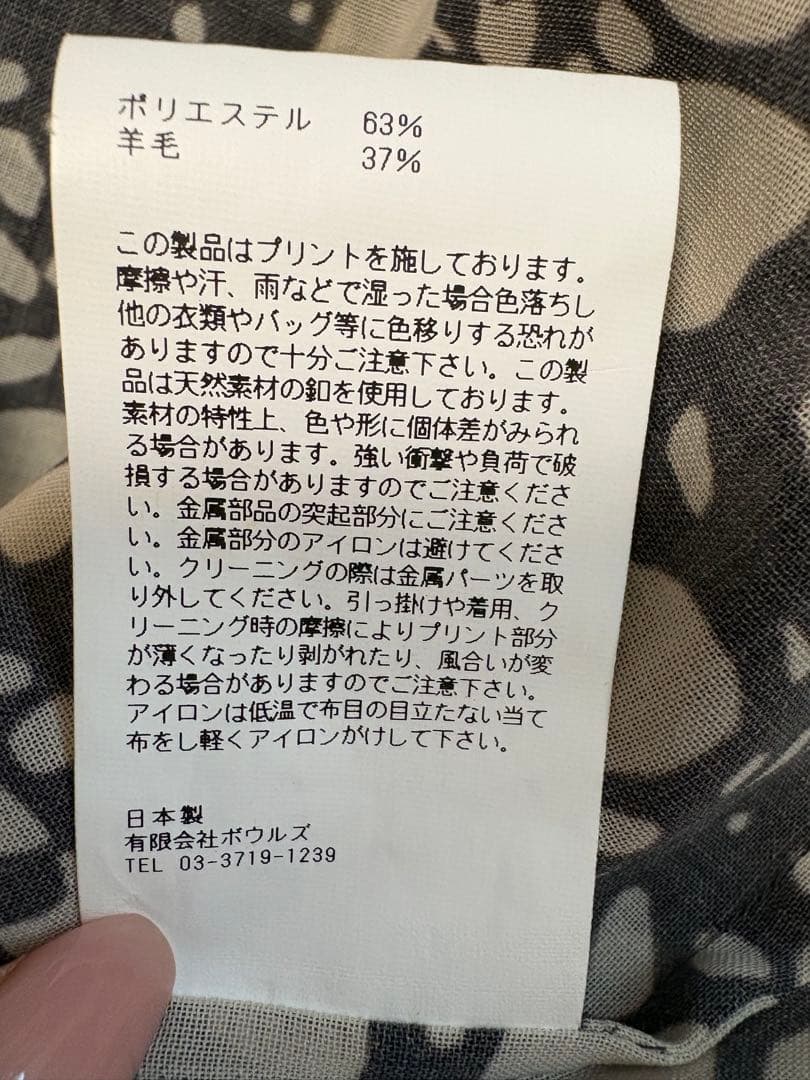 ポリエステル 63%
羊毛 37%
この製品はプリントを施しております。
摩擦や汗、雨などで湿った場合色落ちし
他の衣類やバッグ等に色移りする恐れが
ありますので十分ご注意下さい。この製
品は天然素材の釦を使用しております。
素材の特性上、色や形に個体差がみられ
る場合があります。強い衝撃や負荷で破
損する場合がありますのでご注意くださ
い。金属部品の突起部分にご注意くださ
い。金属部分のアイロンは避けてくださ
い。クリーニングの際は金属パーツを取
り外してください。引っ掛けや着用、ク
リーニング時の摩擦によりプリント部分
が薄くなったり剥がれたり、風合いが変
わる場合がありますのでご注意下さい。
アイロンは低温で布目の目立たない当て
布をし軽くアイロンがけして下さい。
日本製
有限会社ボウルズ
TEL 03-3719-1239